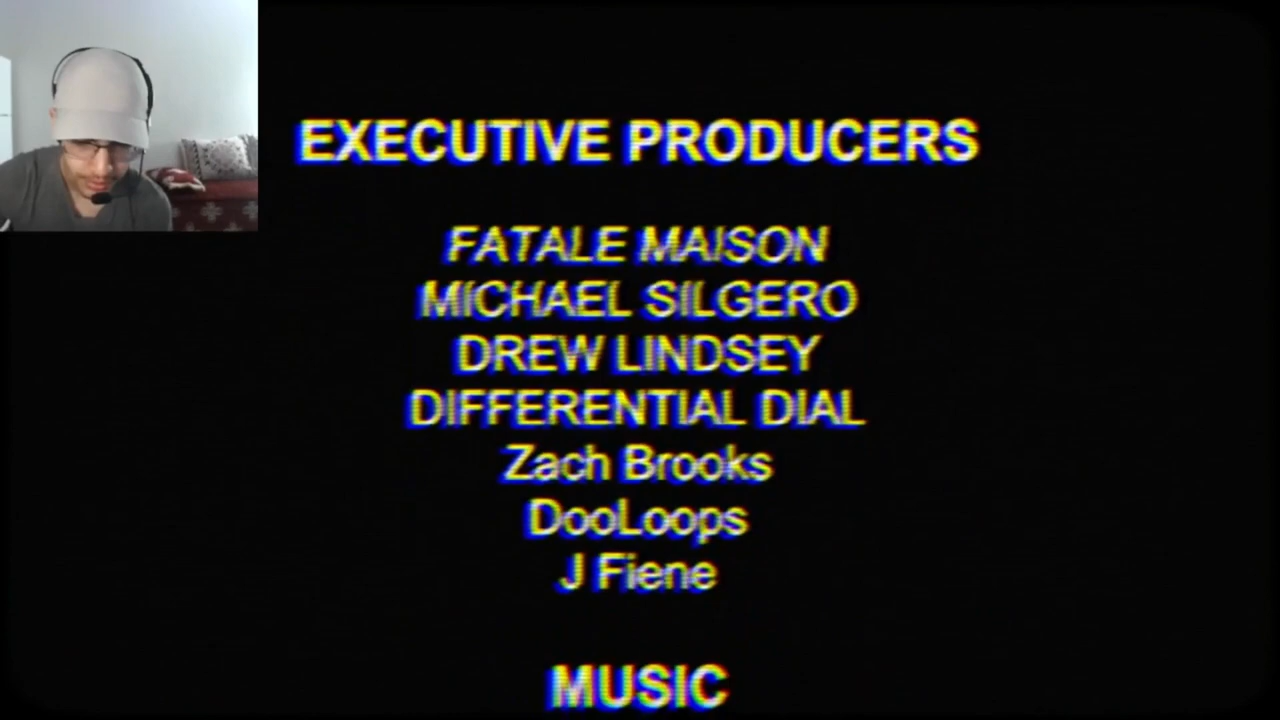 EXECUTIVE PRODUCERS
FATALE MAISON
MICHAEL SILGERO
DREW LINDSEY
DIFFERENTIAL DIAL
Zach Brooks
DooLoops
J Fiene
MUSIC